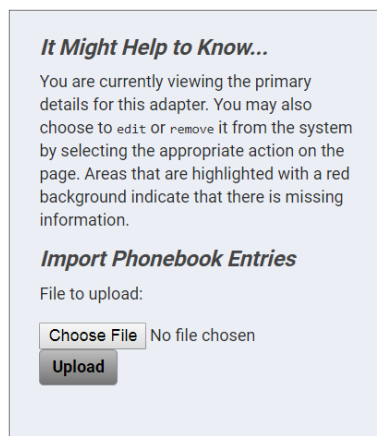 It Might Help to Know...
You are currently viewing the primary
details for this adapter. You may also
choose to edit or remove it from the system
by selecting the appropriate action on the
page. Areas that are highlighted with a red
background indicate that there is missing
information.
Import Phonebook Entries
File to upload:
Choose File No file chosen
Upload